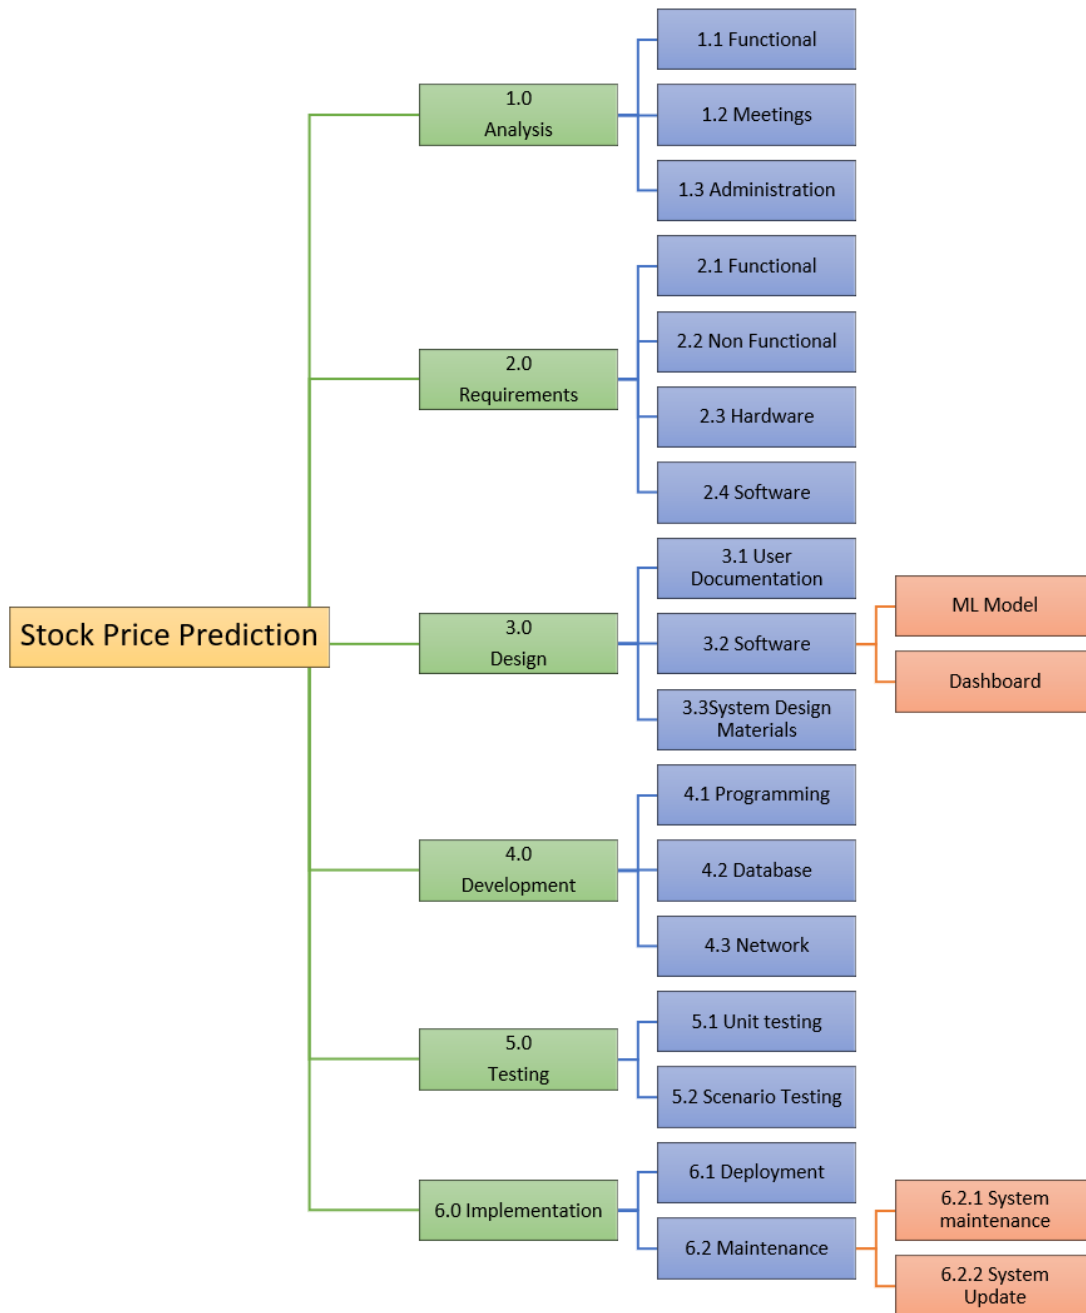 Stock Price Prediction
1.0
Analysis
1.1 Functional
1.2 Meetings
1.3 Administration
2.0
Requirements
2.1 Functional
2.2 Non Functional
2.3 Hardware
2.4 Software
3.0
Design
3.1 User
Documentation
3.2 Software
ML Model
Dashboard
3.3System Design
Materials
4.0
Development
4.1 Programming
4.2 Database
4.3 Network
5.0
Testing
5.1 Unit testing
5.2 Scenario Testing
6.0 Implementation
6.1 Deployment
6.2 Maintenance
6.2.1 System
maintenance
6.2.2 System
Update